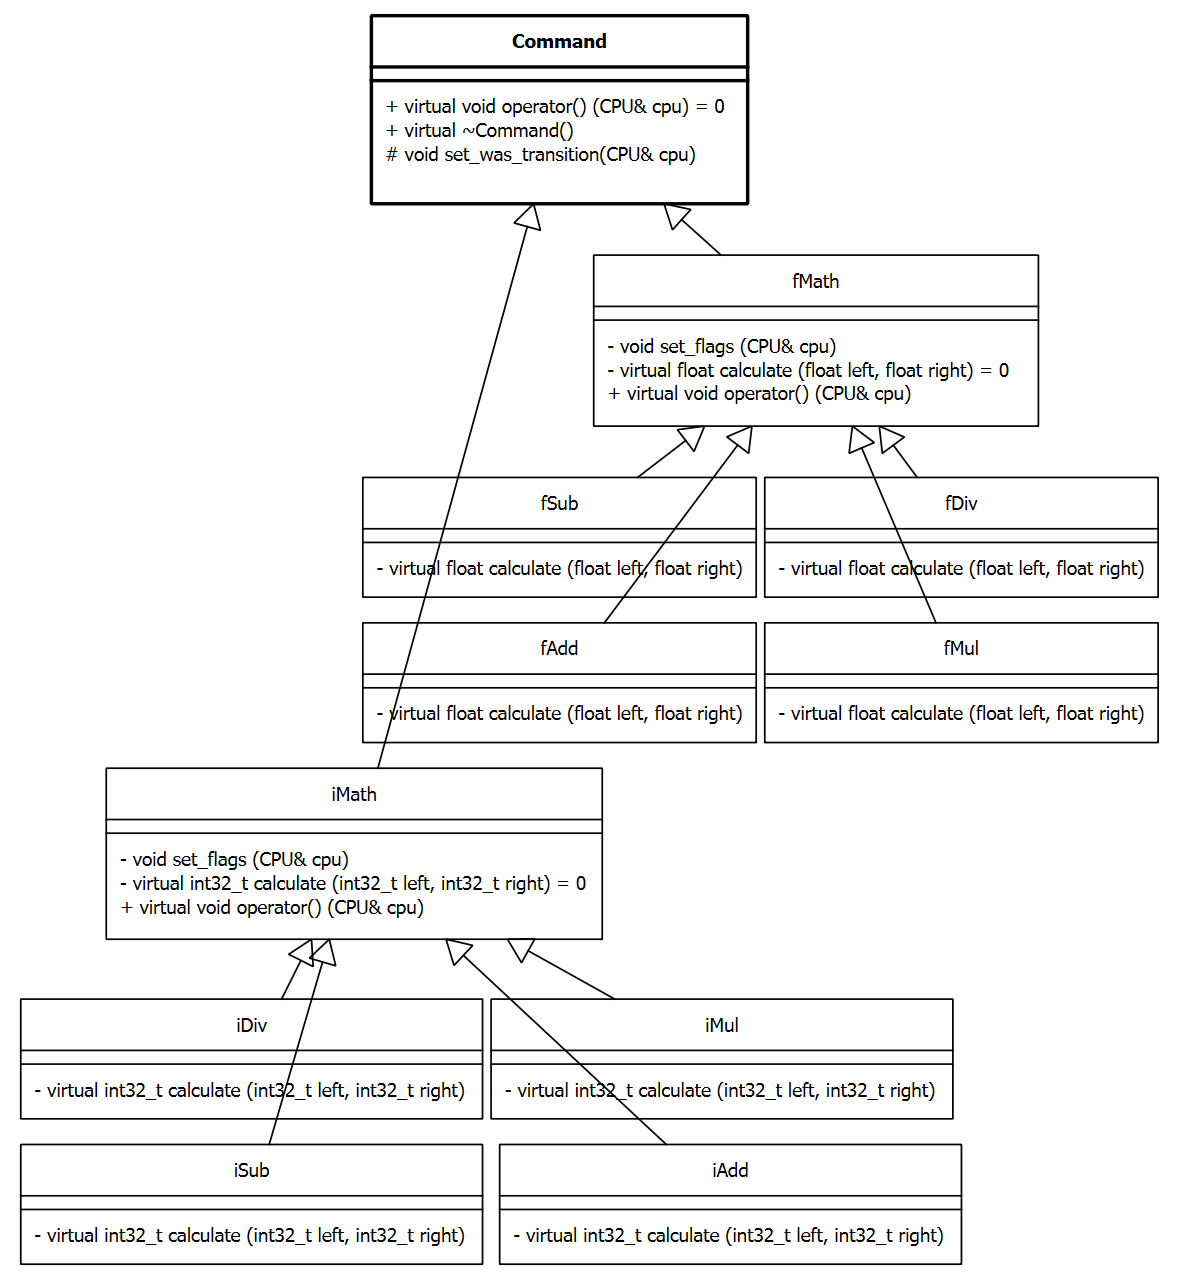 Command
+ virtual void operator() (CPU& cpu) = 0
+ virtual ~Command()
# void set_was_transition(CPU& cpu)
fMath
- void set_flags (CPU& cpu)
- virtual float calculate (float left, float right) = 0
+ virtual void operator() (CPU& cpu)
fSub
- virtual float calculate (float left, float right)
fDiv
- virtual float calculate (float left, float right)
fAdd
- virtual float calculate (float left, float right)
fMul
- virtual float calculate (float left, float right)
iMath
- void set_flags (CPU& cpu)
- virtual int32_t calculate (int32_t left, int32_t right) = 0
+ virtual void operator() (CPU& cpu)
iDiv
- virtual int32_t calculate (int32_t left, int32_t right)
iMul
- virtual int32_t calculate (int32_t left, int32_t right)
iSub
- virtual int32_t calculate (int32_t left, int32_t right)
iAdd
- virtual int32_t calculate (int32_t left, int32_t right)